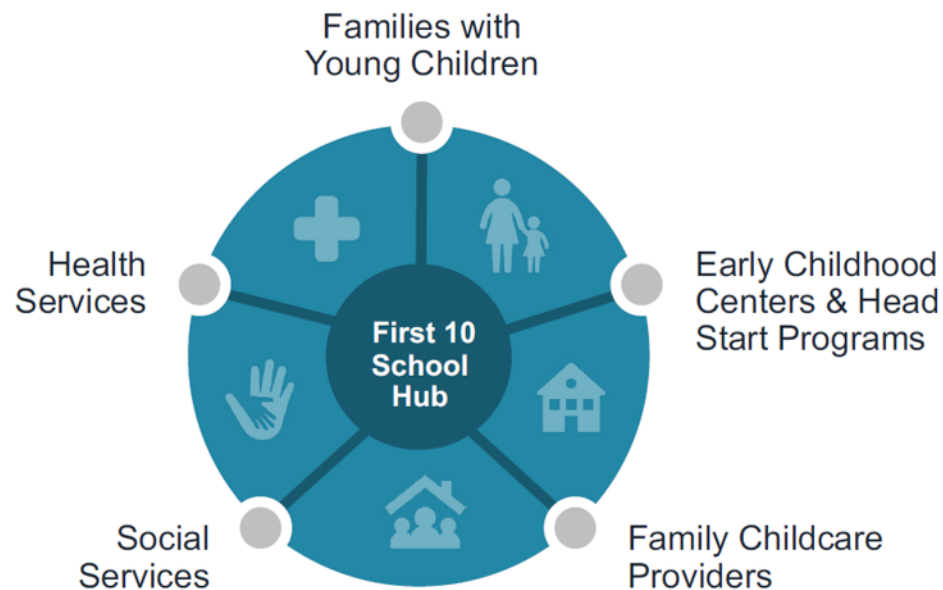 Families with
Young Children
Health
Services
Early Childhood
Centers & Head
Start Programs
First 10
School
Hub
Social
Services
Family Childcare
Providers